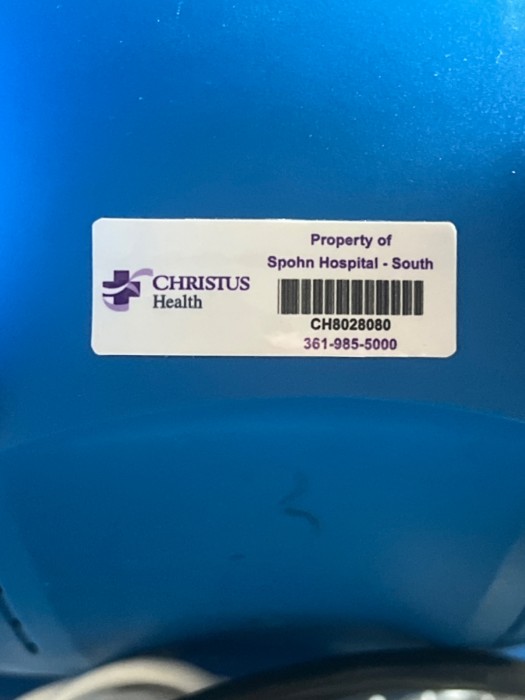 CHRISTUS
Health
Property of
Spohn Hospital - South
CH8028080
361-985-5000